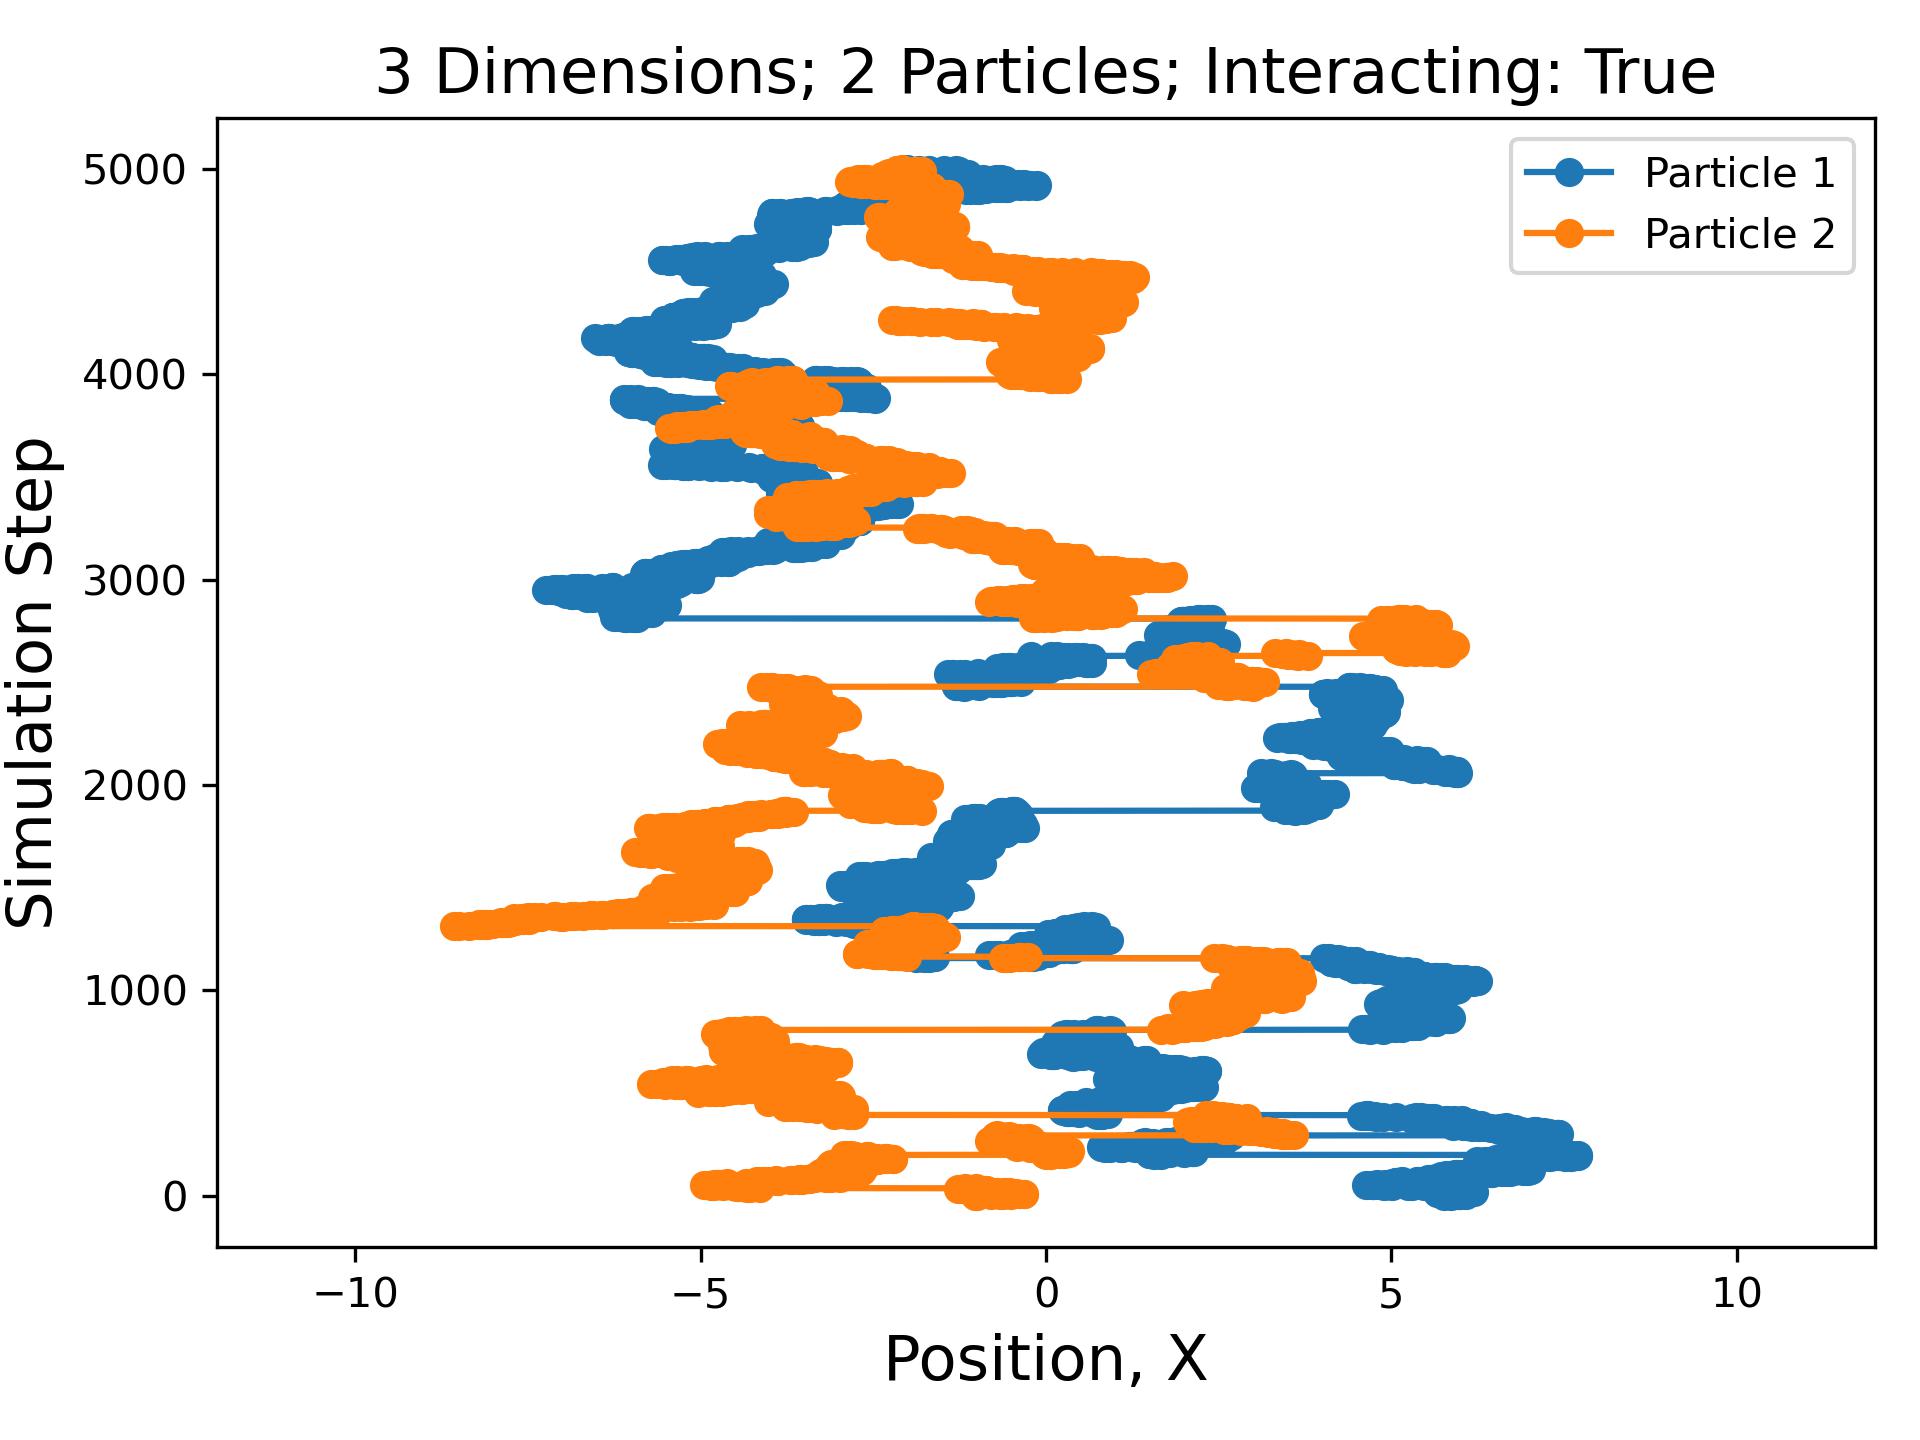 3 Dimensions; 2 Particles; Interacting: True
Particle 1
Particle 2
Simulation Step
5000
4000
3000
2000
1000
0
−10
−5
0
5
10
Position, X